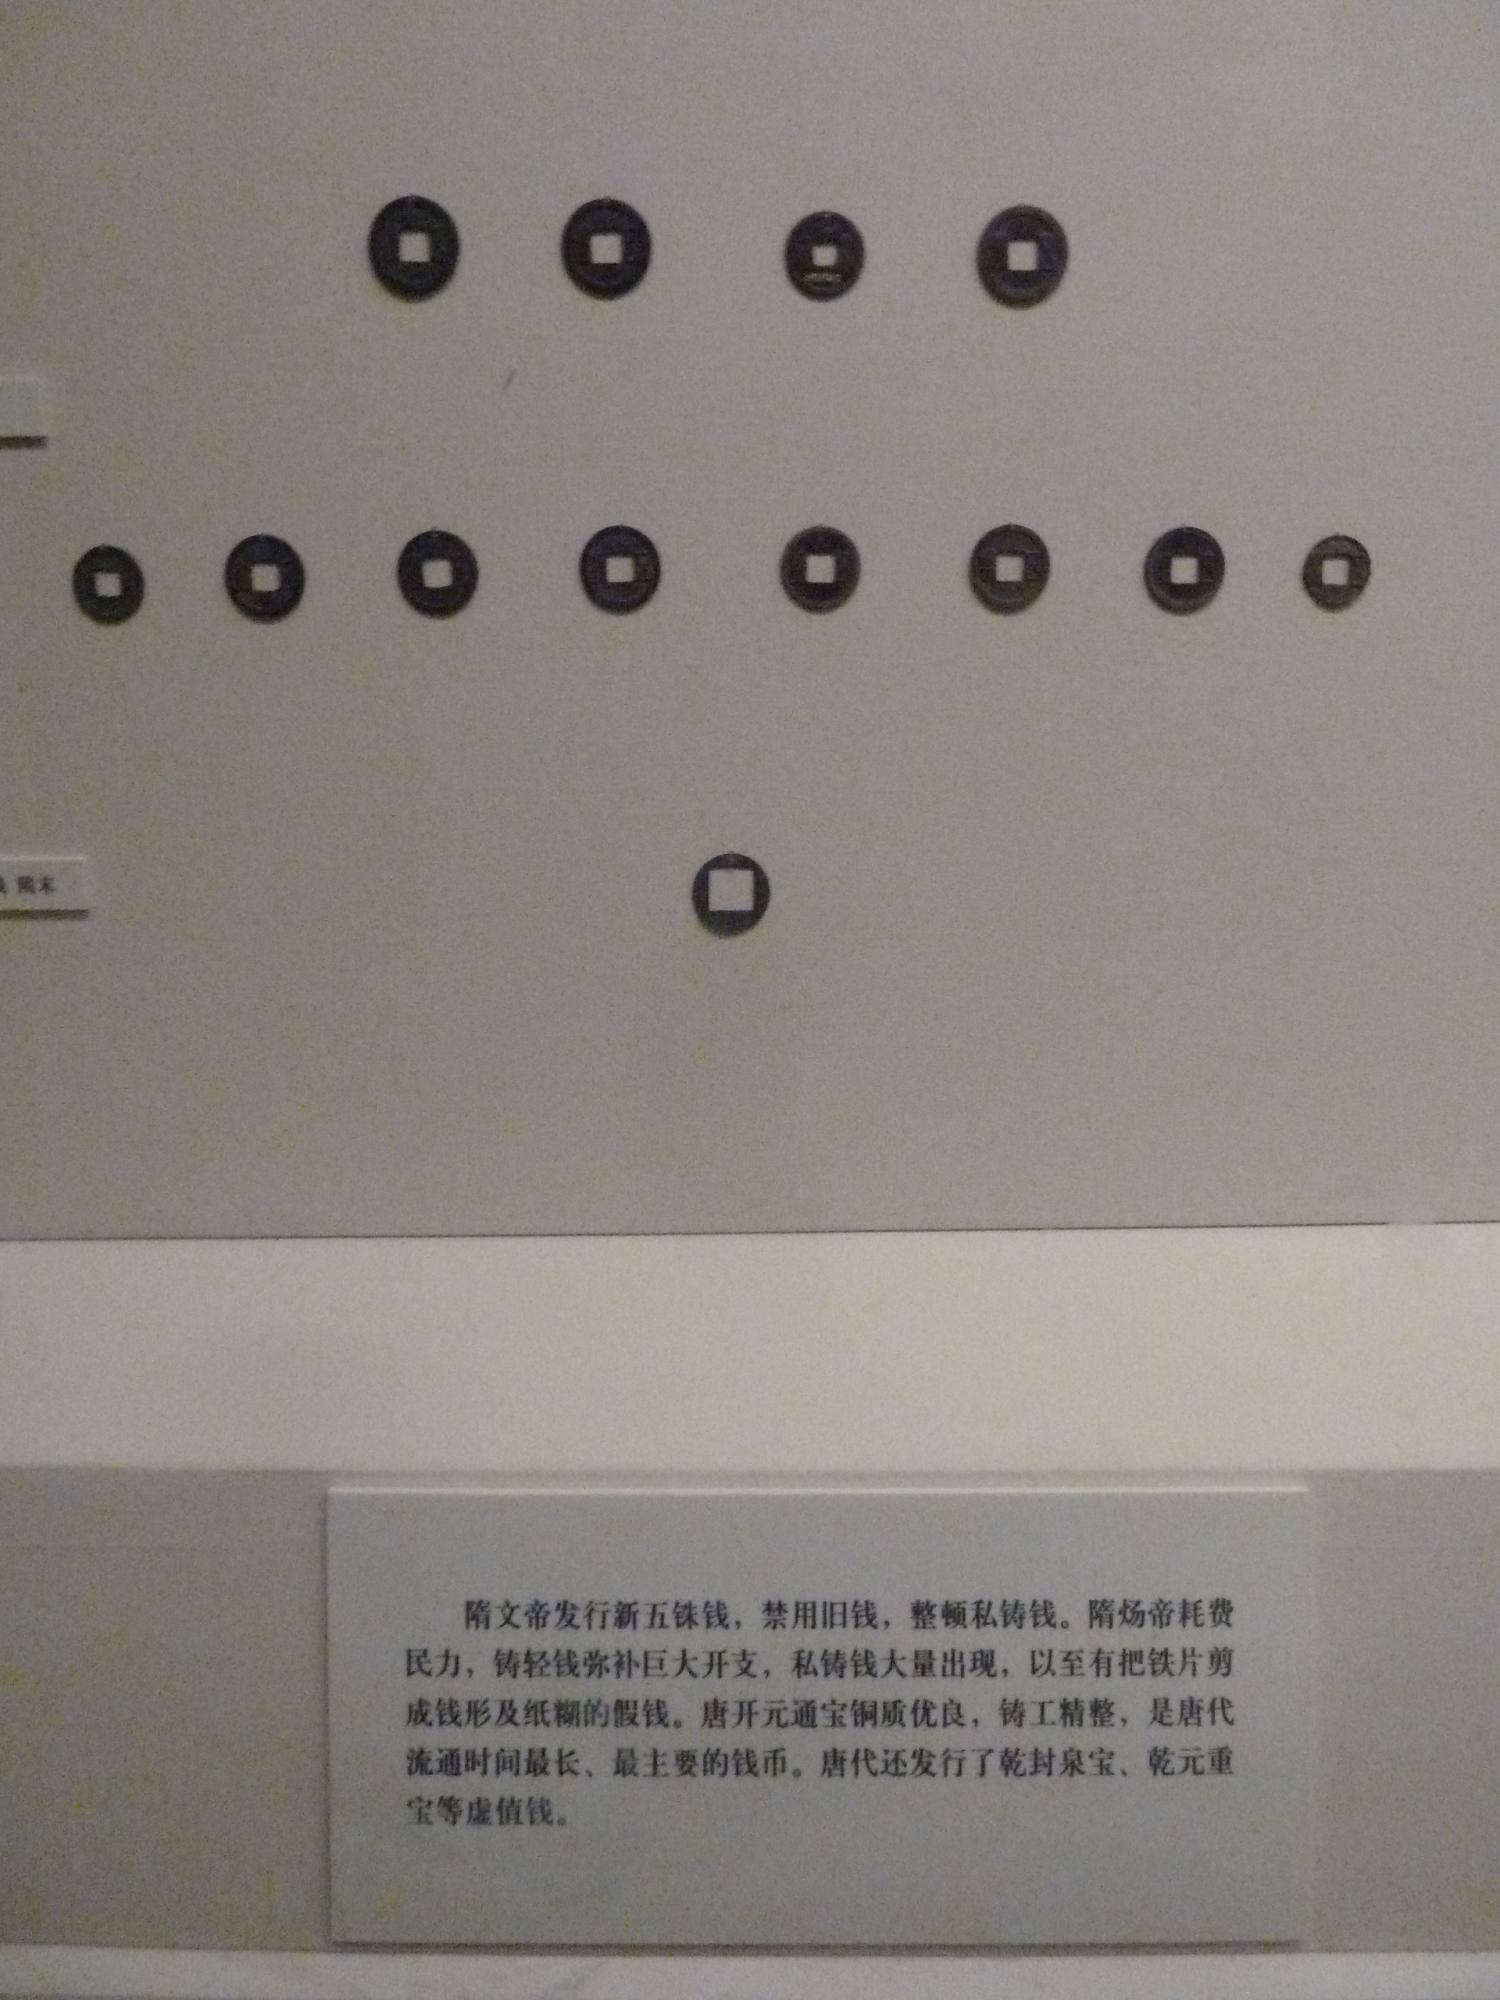 隋末
隋文帝发行新五铢钱，禁用旧钱，整顿私铸钱。隋炀帝耗费
民力，铸轻钱弥补巨大开支，私铸钱大量出现，以至有把铁片剪
成钱形及纸糊的假钱。唐开元通宝铜质优良，铸工精整，是唐代
流通时间最长、最主要的钱币。唐代还发行了乾封泉宝、乾元重
宝等虚值钱。